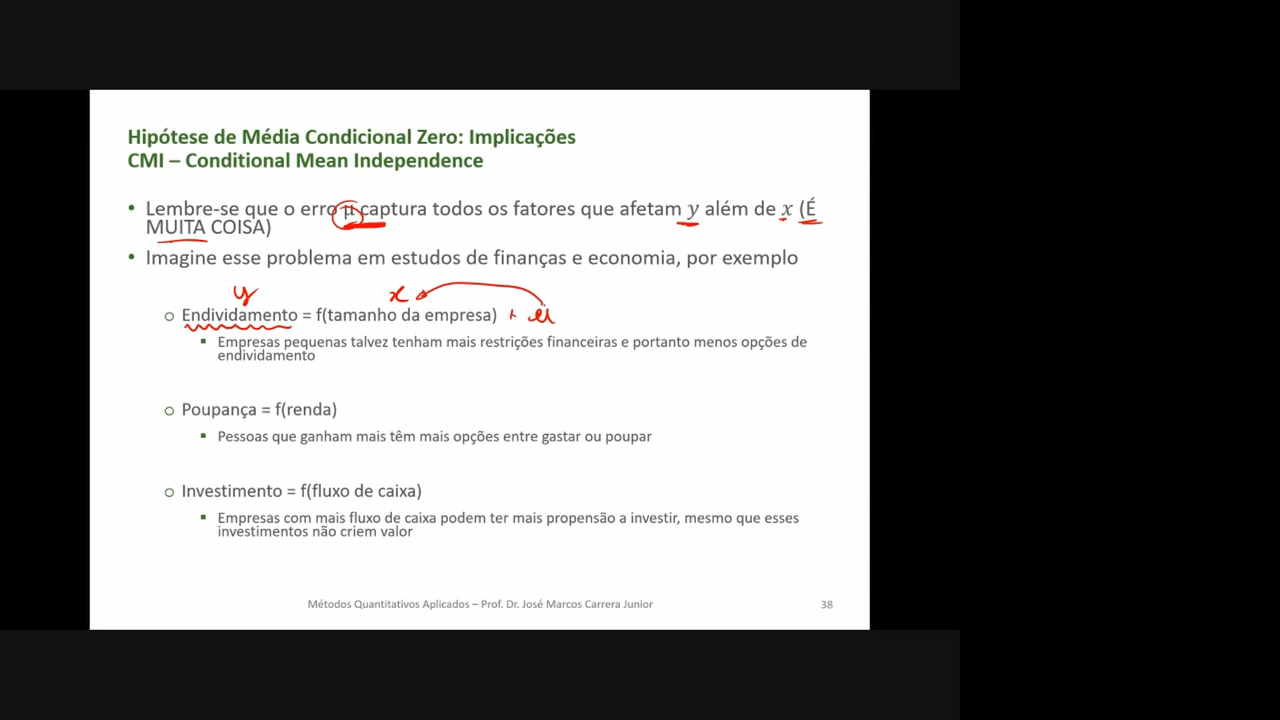 Hipótese de Média Condicional Zero: Implicações
CMI – Conditional Mean Independence
• Lembre-se que o erro μ captura todos os fatores que afetam y além de x (É
MUITA COISA)
• Imagine esse problema em estudos de finanças e economia, por exemplo
y x
○ Endividamento = f(tamanho da empresa) + u
▪ Empresas pequenas talvez tenham mais restrições financeiras e portanto menos opções de
endividamento
○ Poupança = f(renda)
▪ Pessoas que ganham mais têm mais opções entre gastar ou poupar
○ Investimento = f(fluxo de caixa)
▪ Empresas com mais fluxo de caixa podem ter mais propensão a investir, mesmo que esses
investimentos não criem valor
Métodos Quantitativos Aplicados – Prof. Dr. José Marcos Carrera Junior 38